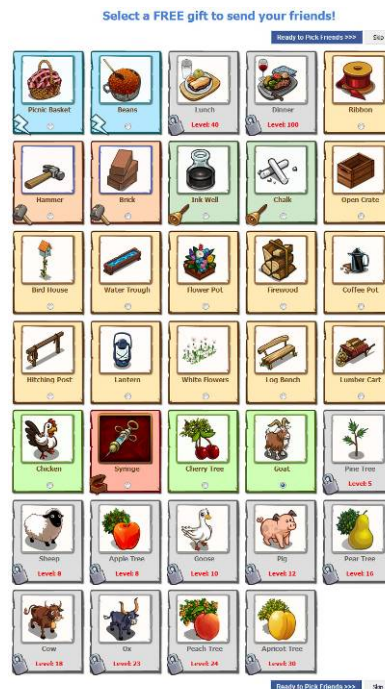 Select a FREE gift to send your friends!
Ready to Pick Friends >>> Skip
Picnic Basket Beans Lunch Dinner Ribbon
Level: 40 Level: 100
Hammer Brick Ink Well Chalk Open Crate
Bird House Water Trough Flower Pot Firewood Coffee Pot
Hitching Post Lantern White Flowers Log Bench Lumber Cart
Chicken Syringe Cherry Tree Goat Pine Tree
Level: 5
Sheep Apple Tree Goose Pig Pear Tree
Level: 8 Level: 8 Level: 10 Level: 12 Level: 16
Cow Ox Peach Tree Apricot Tree
Level: 18 Level: 23 Level: 24 Level: 30
Ready to Pick Friends >>> Skip